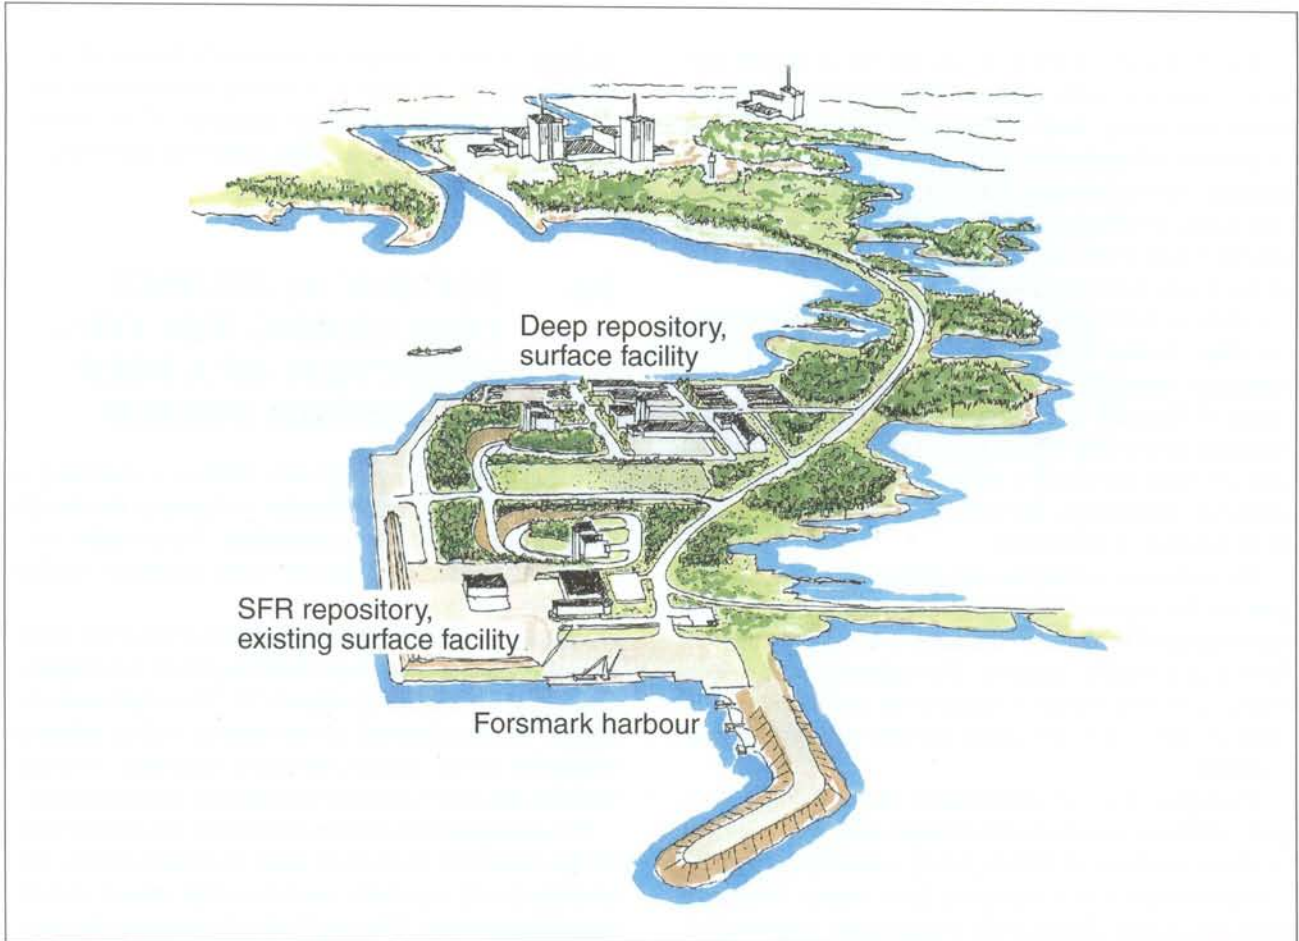 Deep repository,
surface facility
SFR repository,
existing surface facility
Forsmark harbour